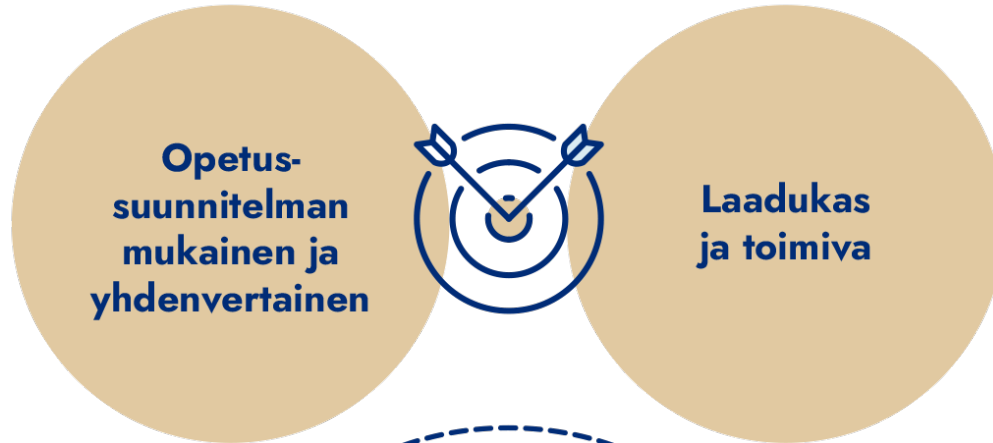 Opetus-
suunnitelman
mukainen ja
yhdenvertainen
Laadukas
ja toimiva